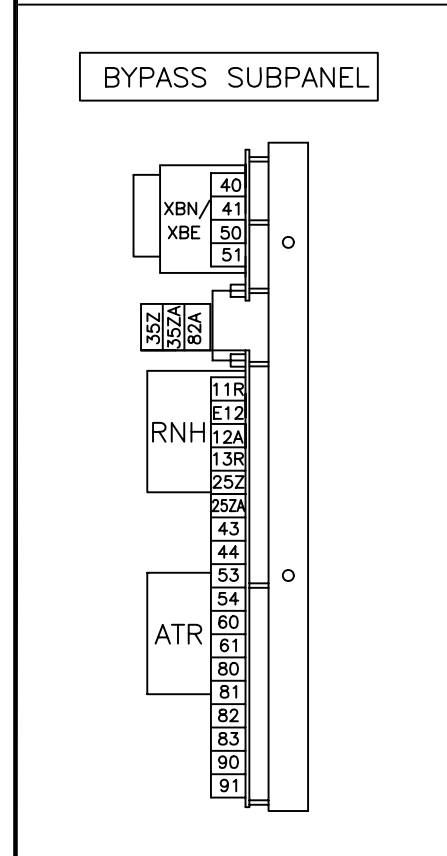 BYPASS SUBPANEL
40
XBN/
41
XBE
50
51
35Z
35ZA
82A
11R
E12
RNH
12A
13R
25Z
25ZA
43
44
53
54
ATR
60
61
80
81
82
83
90
91